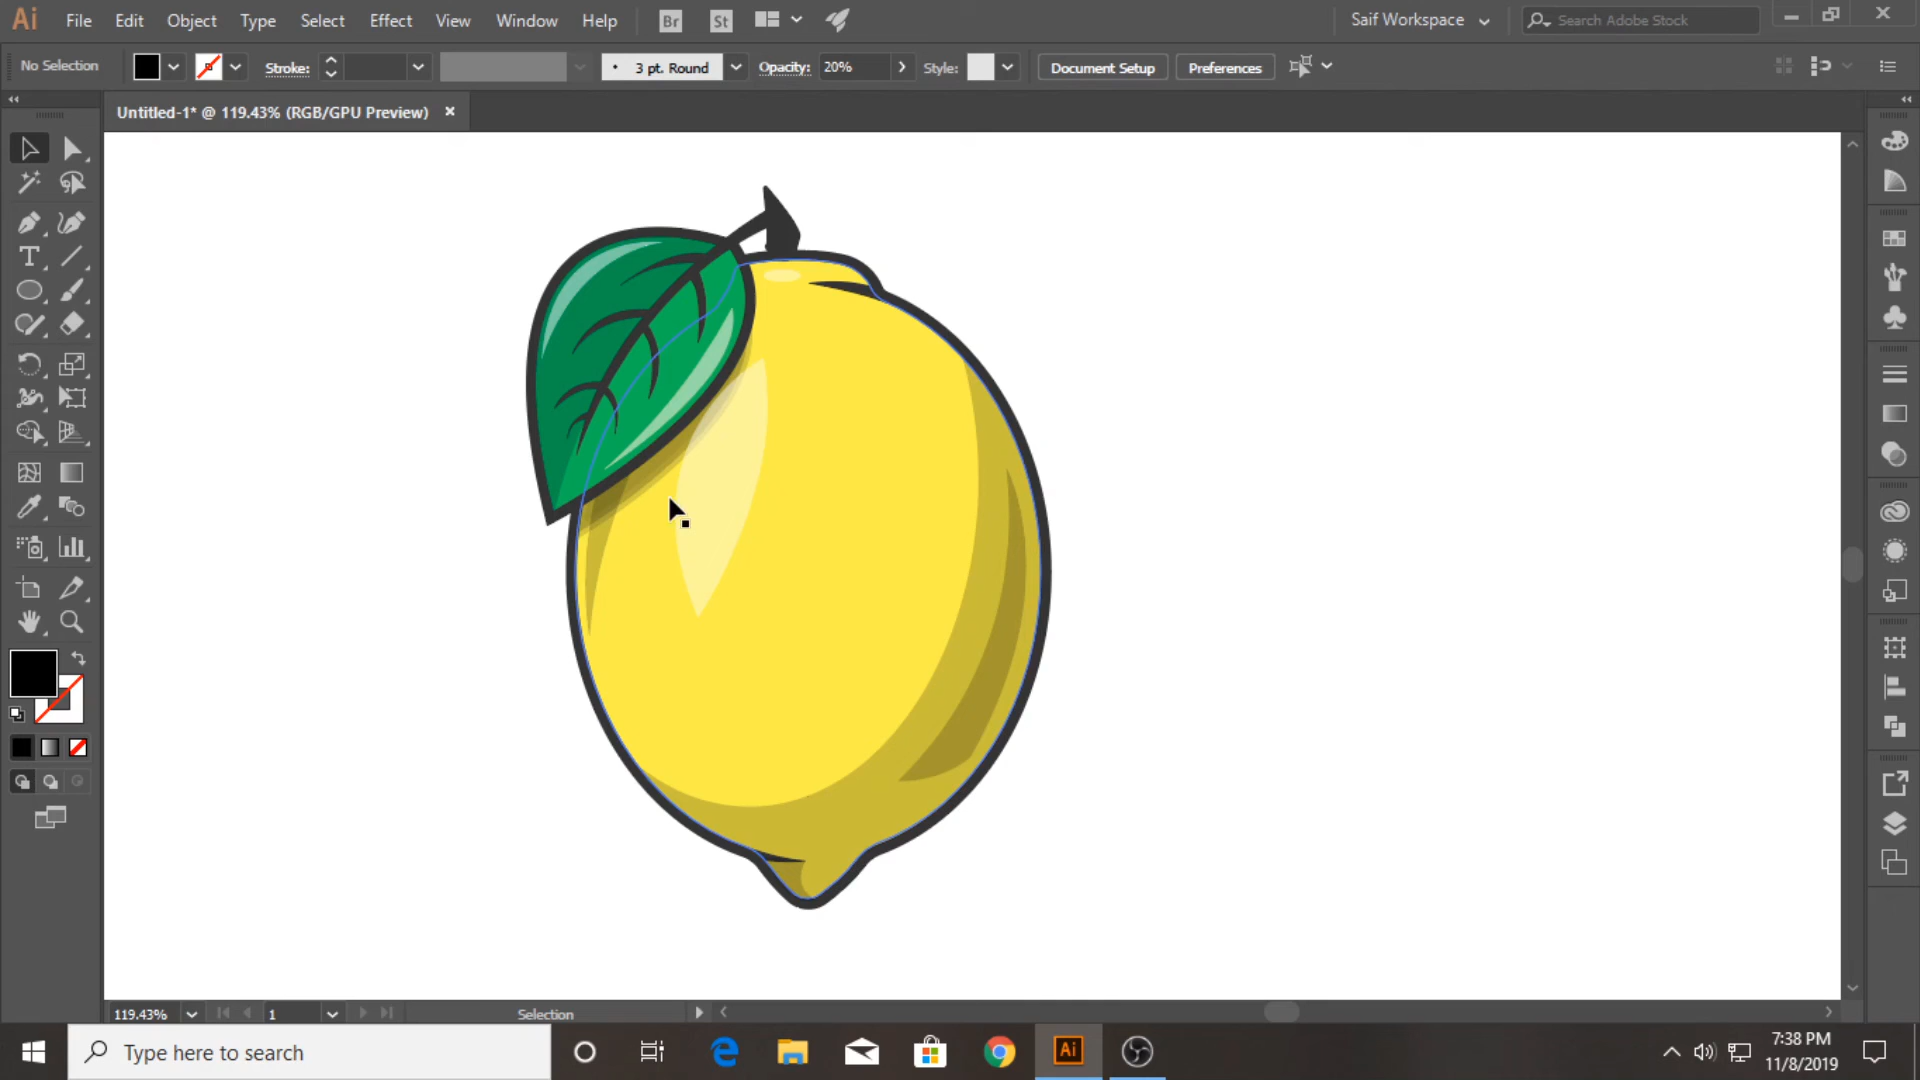 Ai File Edit Object Type Select Effect View Window Help Br St Saif Workspace Search Adobe Stock
No Selection Stroke: 3 pt. Round Opacity: 20% Style: Document Setup Preferences
Untitled-1* @ 119.43% (RGB/GPU Preview)
119.43% 1 Selection
Type here to search Ai 7:38 PM
11/8/2019